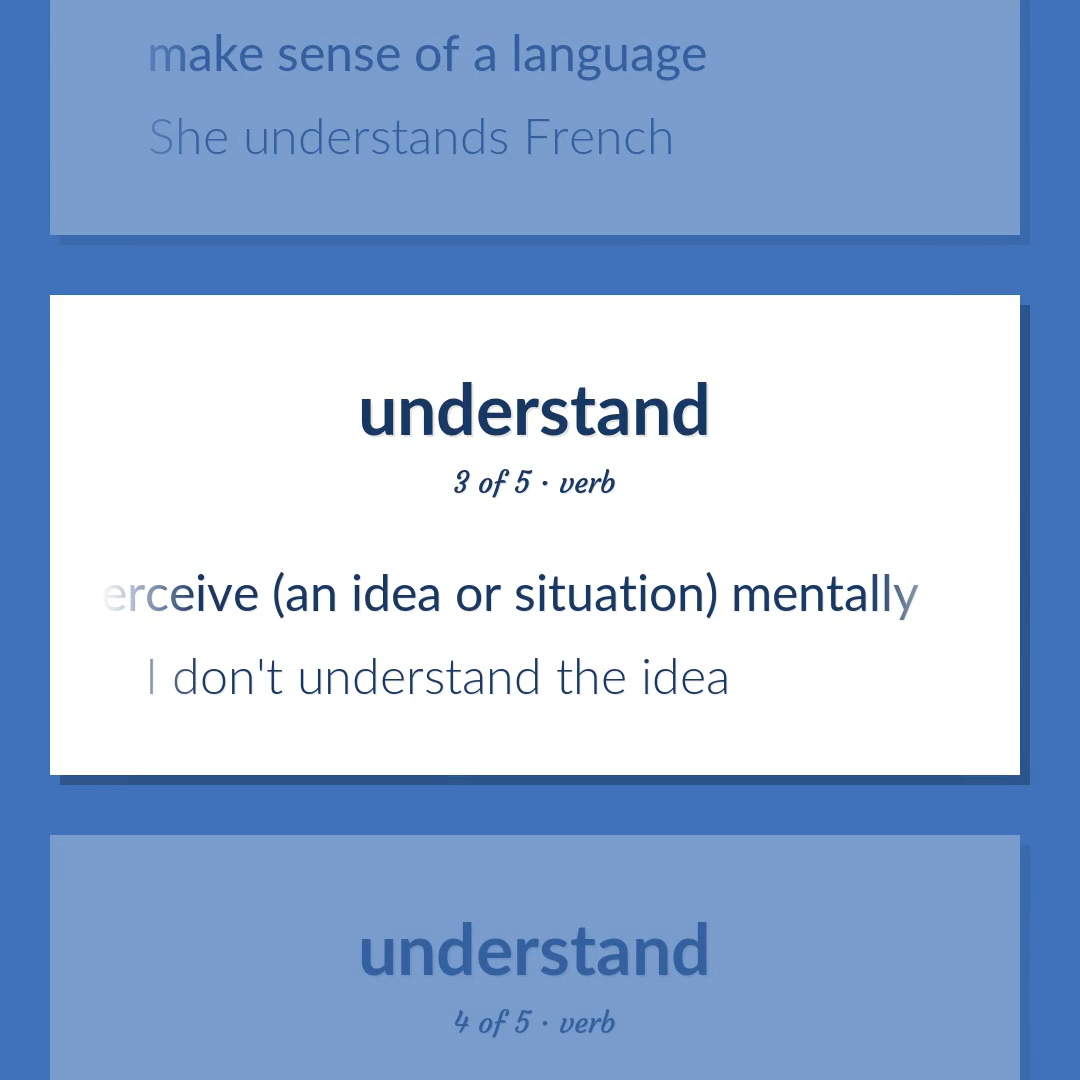 make sense of a language
She understands French
understand
3 of 5 · verb
erceive (an idea or situation) mentally
I don't understand the idea
understand
4 of 5 · verb